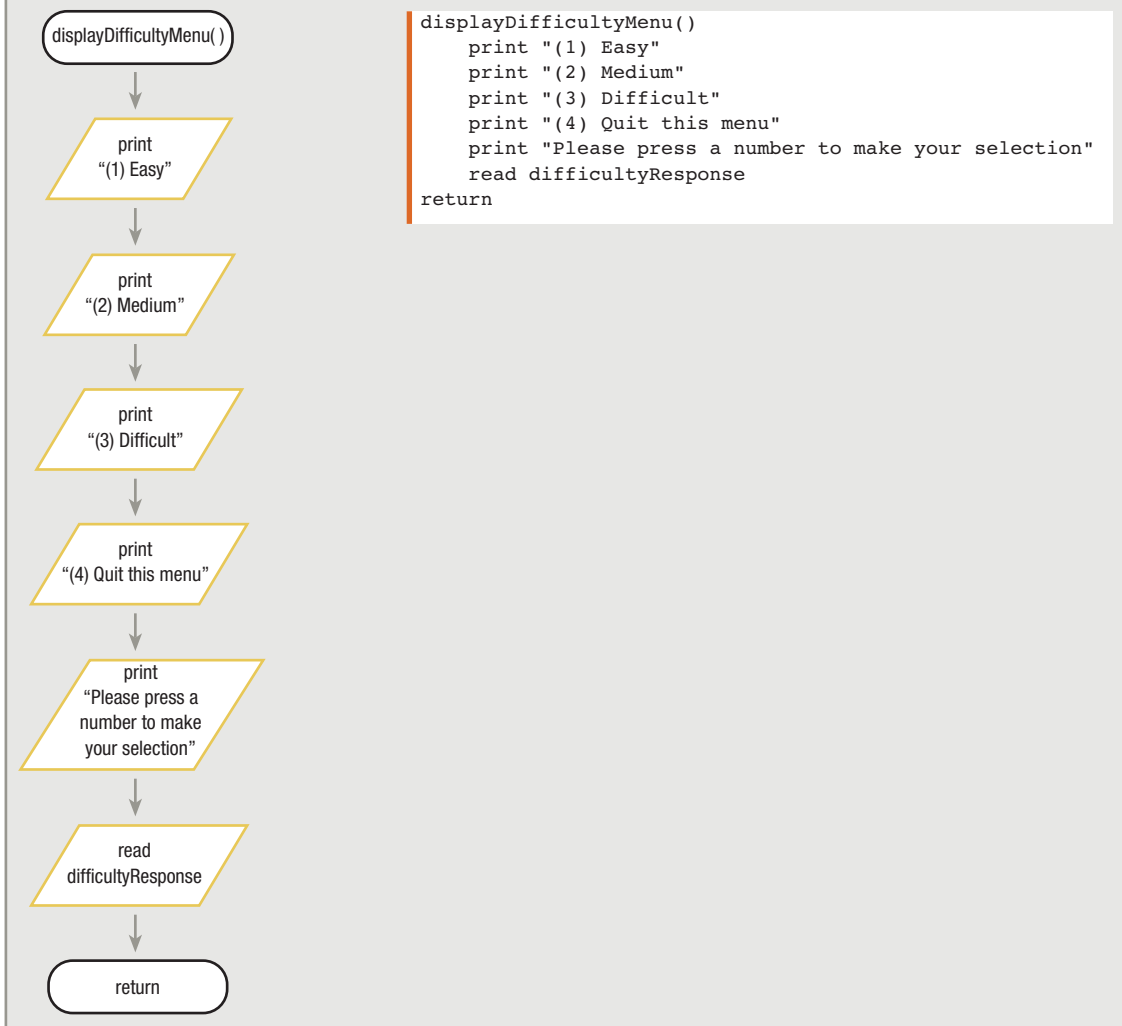 displayDifficultyMenu( )
print
“(1) Easy”
print
“(2) Medium”
print
“(3) Difficult”
print
“(4) Quit this menu”
print
“Please press a
number to make
your selection”
read
difficultyResponse
return
displayDifficultyMenu()
    print "(1) Easy"
    print "(2) Medium"
    print "(3) Difficult"
    print "(4) Quit this menu"
    print "Please press a number to make your selection"
    read difficultyResponse
return